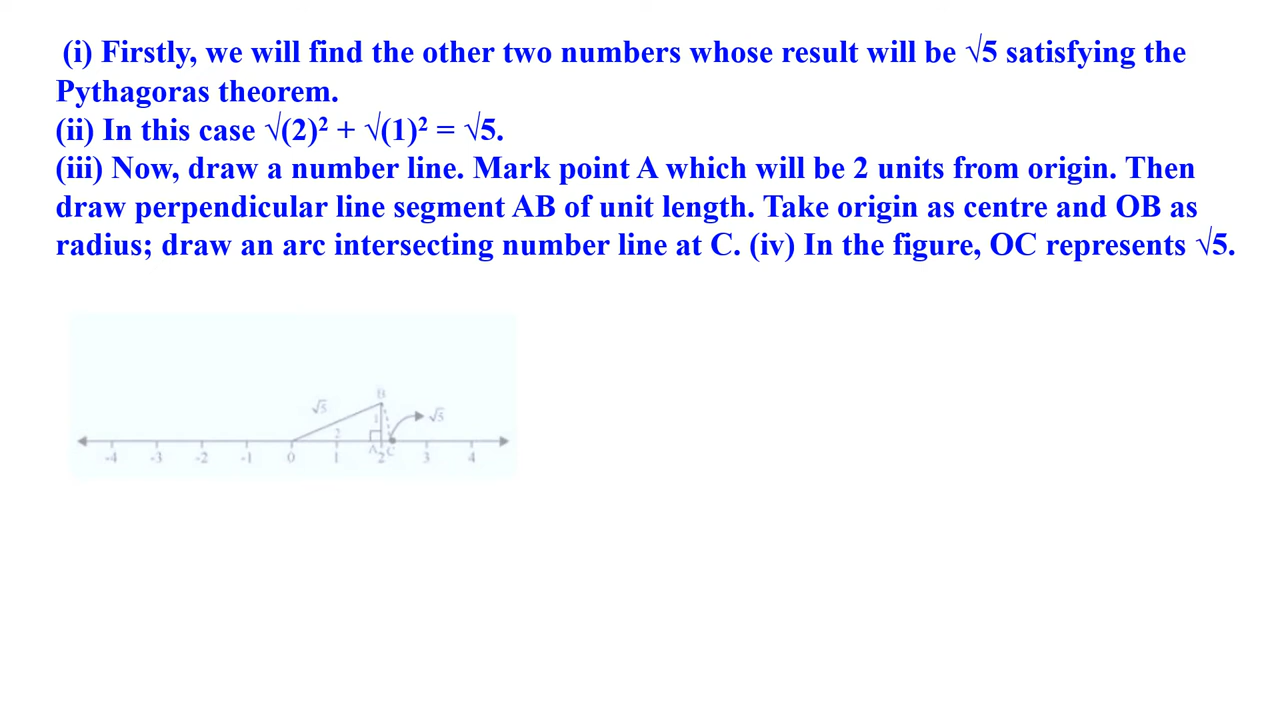 (i) Firstly, we will find the other two numbers whose result will be √5 satisfying the
Pythagoras theorem.
(ii) In this case √(2)² + √(1)² = √5.
(iii) Now, draw a number line. Mark point A which will be 2 units from origin. Then
draw perpendicular line segment AB of unit length. Take origin as centre and OB as
radius; draw an arc intersecting number line at C. (iv) In the figure, OC represents √5.
B
√5
1
√5
2
A C
-4 -3 -2 -1 0 1 2 3 4